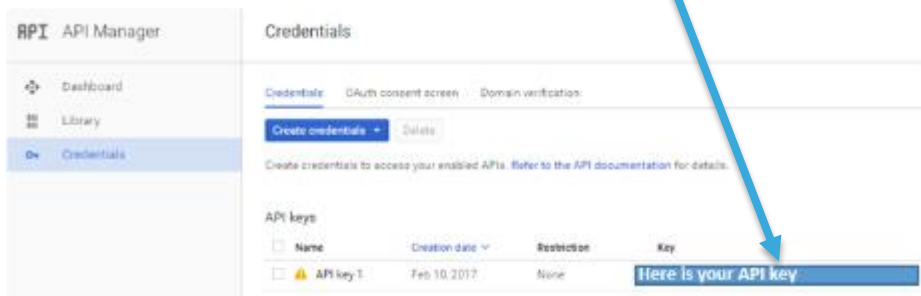 API API Manager
Credentials
Dashboard
Library
Credentials
Credentials OAuth consent screen Domain verification
Create credentials Delete
Create credentials to access your enabled APIs. Refer to the API documentation for details.
API keys
Name Creation date Restriction Key
API key 1 Feb 10, 2017 None Here is your API key